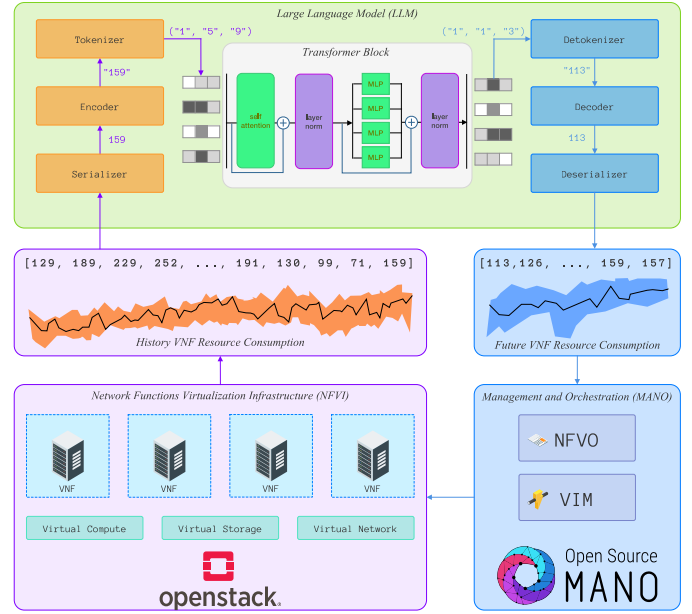 Large Language Model (LLM)
Tokenizer
("1", "5", "9")
Transformer Block
("1", "1", "3")
Detokenizer
"159"
"113"
Encoder
self
attention
layer
norm
MLP
MLP
MLP
MLP
layer
norm
Decoder
159
113
Serializer
Deserializer
[129, 189, 229, 252, ..., 191, 130, 99, 71, 159]
[113,126, ..., 159, 157]
History VNF Resource Consumption
Future VNF Resource Consumption
Network Functions Virtualization Infrastructure (NFVI)
Management and Orchestration (MANO)
VNF
VNF
VNF
VNF
NFVO
VIM
Virtual Compute
Virtual Storage
Virtual Network
openstack®
Open Source
MANO